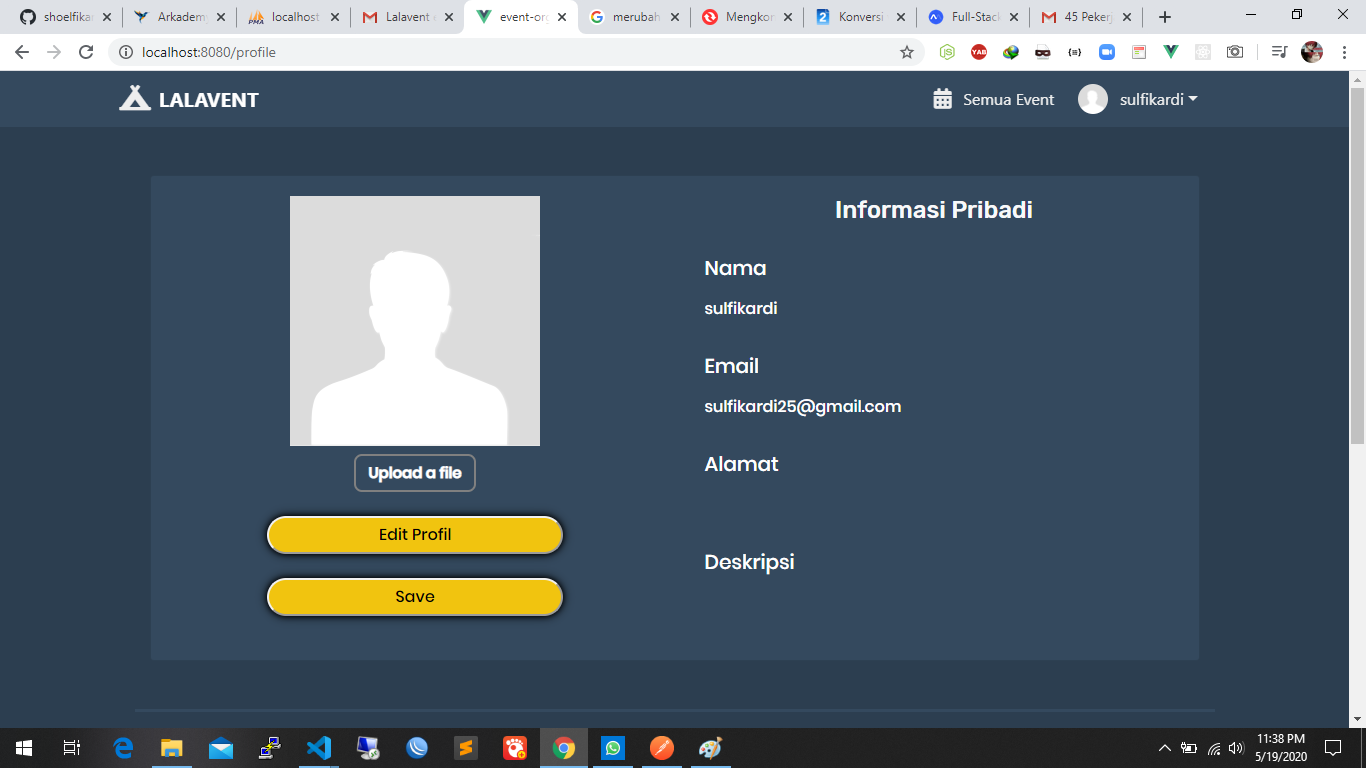 shoelfika
Arkadem
localhost
Lalavent
event-or
merubah
Mengkor
Konversi
Full-Stack
45 Peker
localhost:8080/profile
LALAVENT
Semua Event
sulfikardi
Informasi Pribadi
Nama
sulfikardi
Email
sulfikardi25@gmail.com
Alamat
Deskripsi
Upload a file
Edit Profil
Save
11:38 PM
5/19/2020